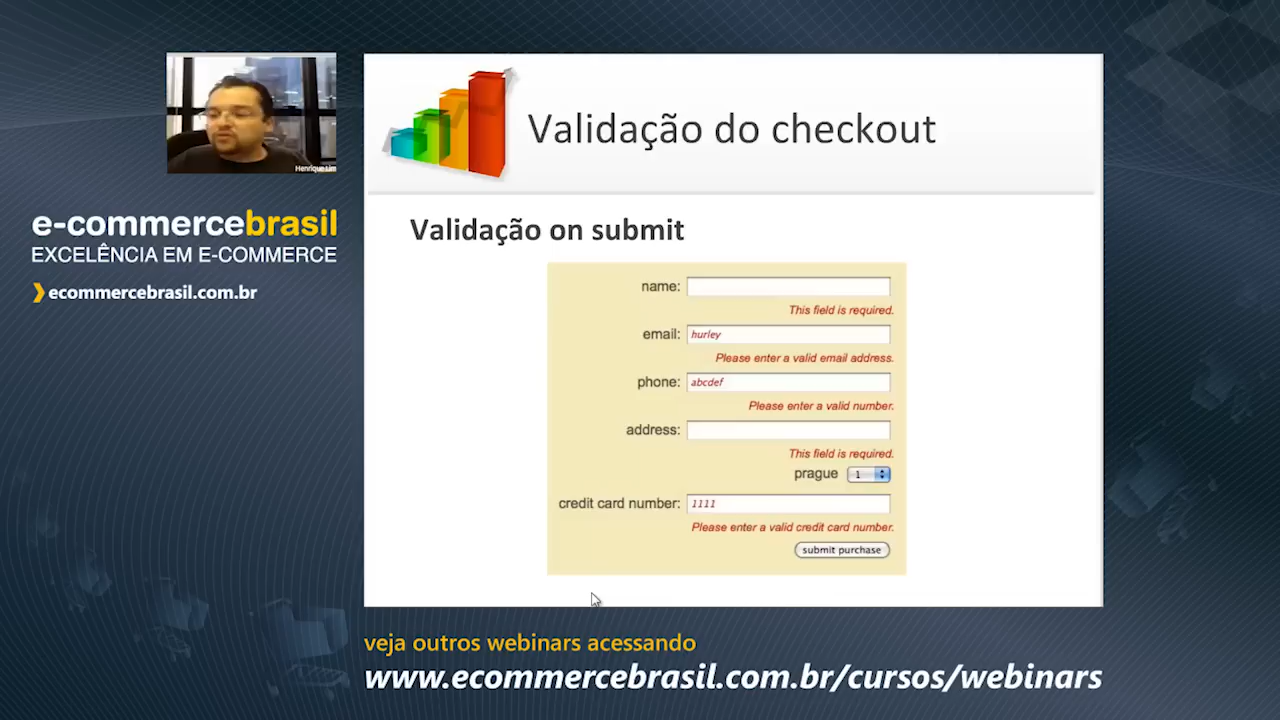 Henrique Lim
e-commercebrasil
EXCELÊNCIA EM E-COMMERCE
ecommercebrasil.com.br
Validação do checkout
Validação on submit
name:
This field is required.
email: hurley
Please enter a valid email address.
phone: abcdef
Please enter a valid number.
address:
This field is required.
prague 1
credit card number: 1111
Please enter a valid credit card number.
submit purchase
veja outros webinars acessando
www.ecommercebrasil.com.br/cursos/webinars